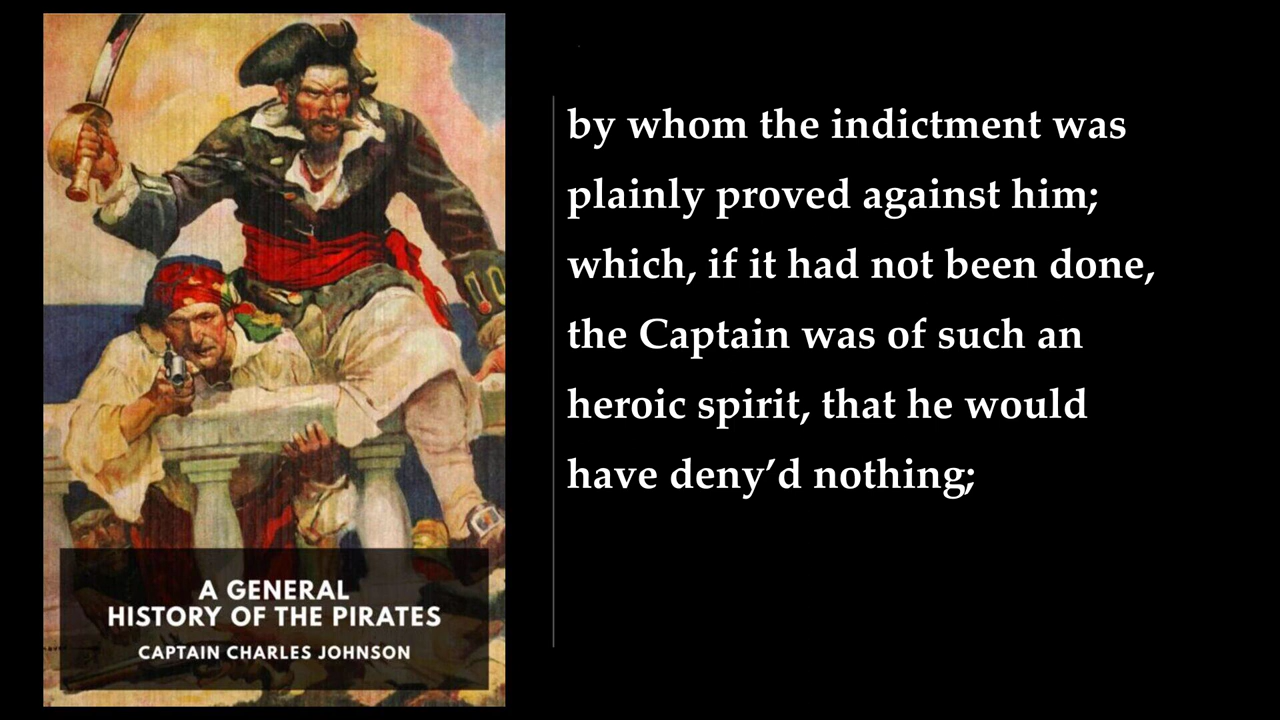 A GENERAL
HISTORY OF THE PIRATES
CAPTAIN CHARLES JOHNSON
by whom the indictment was
plainly proved against him;
which, if it had not been done,
the Captain was of such an
heroic spirit, that he would
have deny’d nothing;